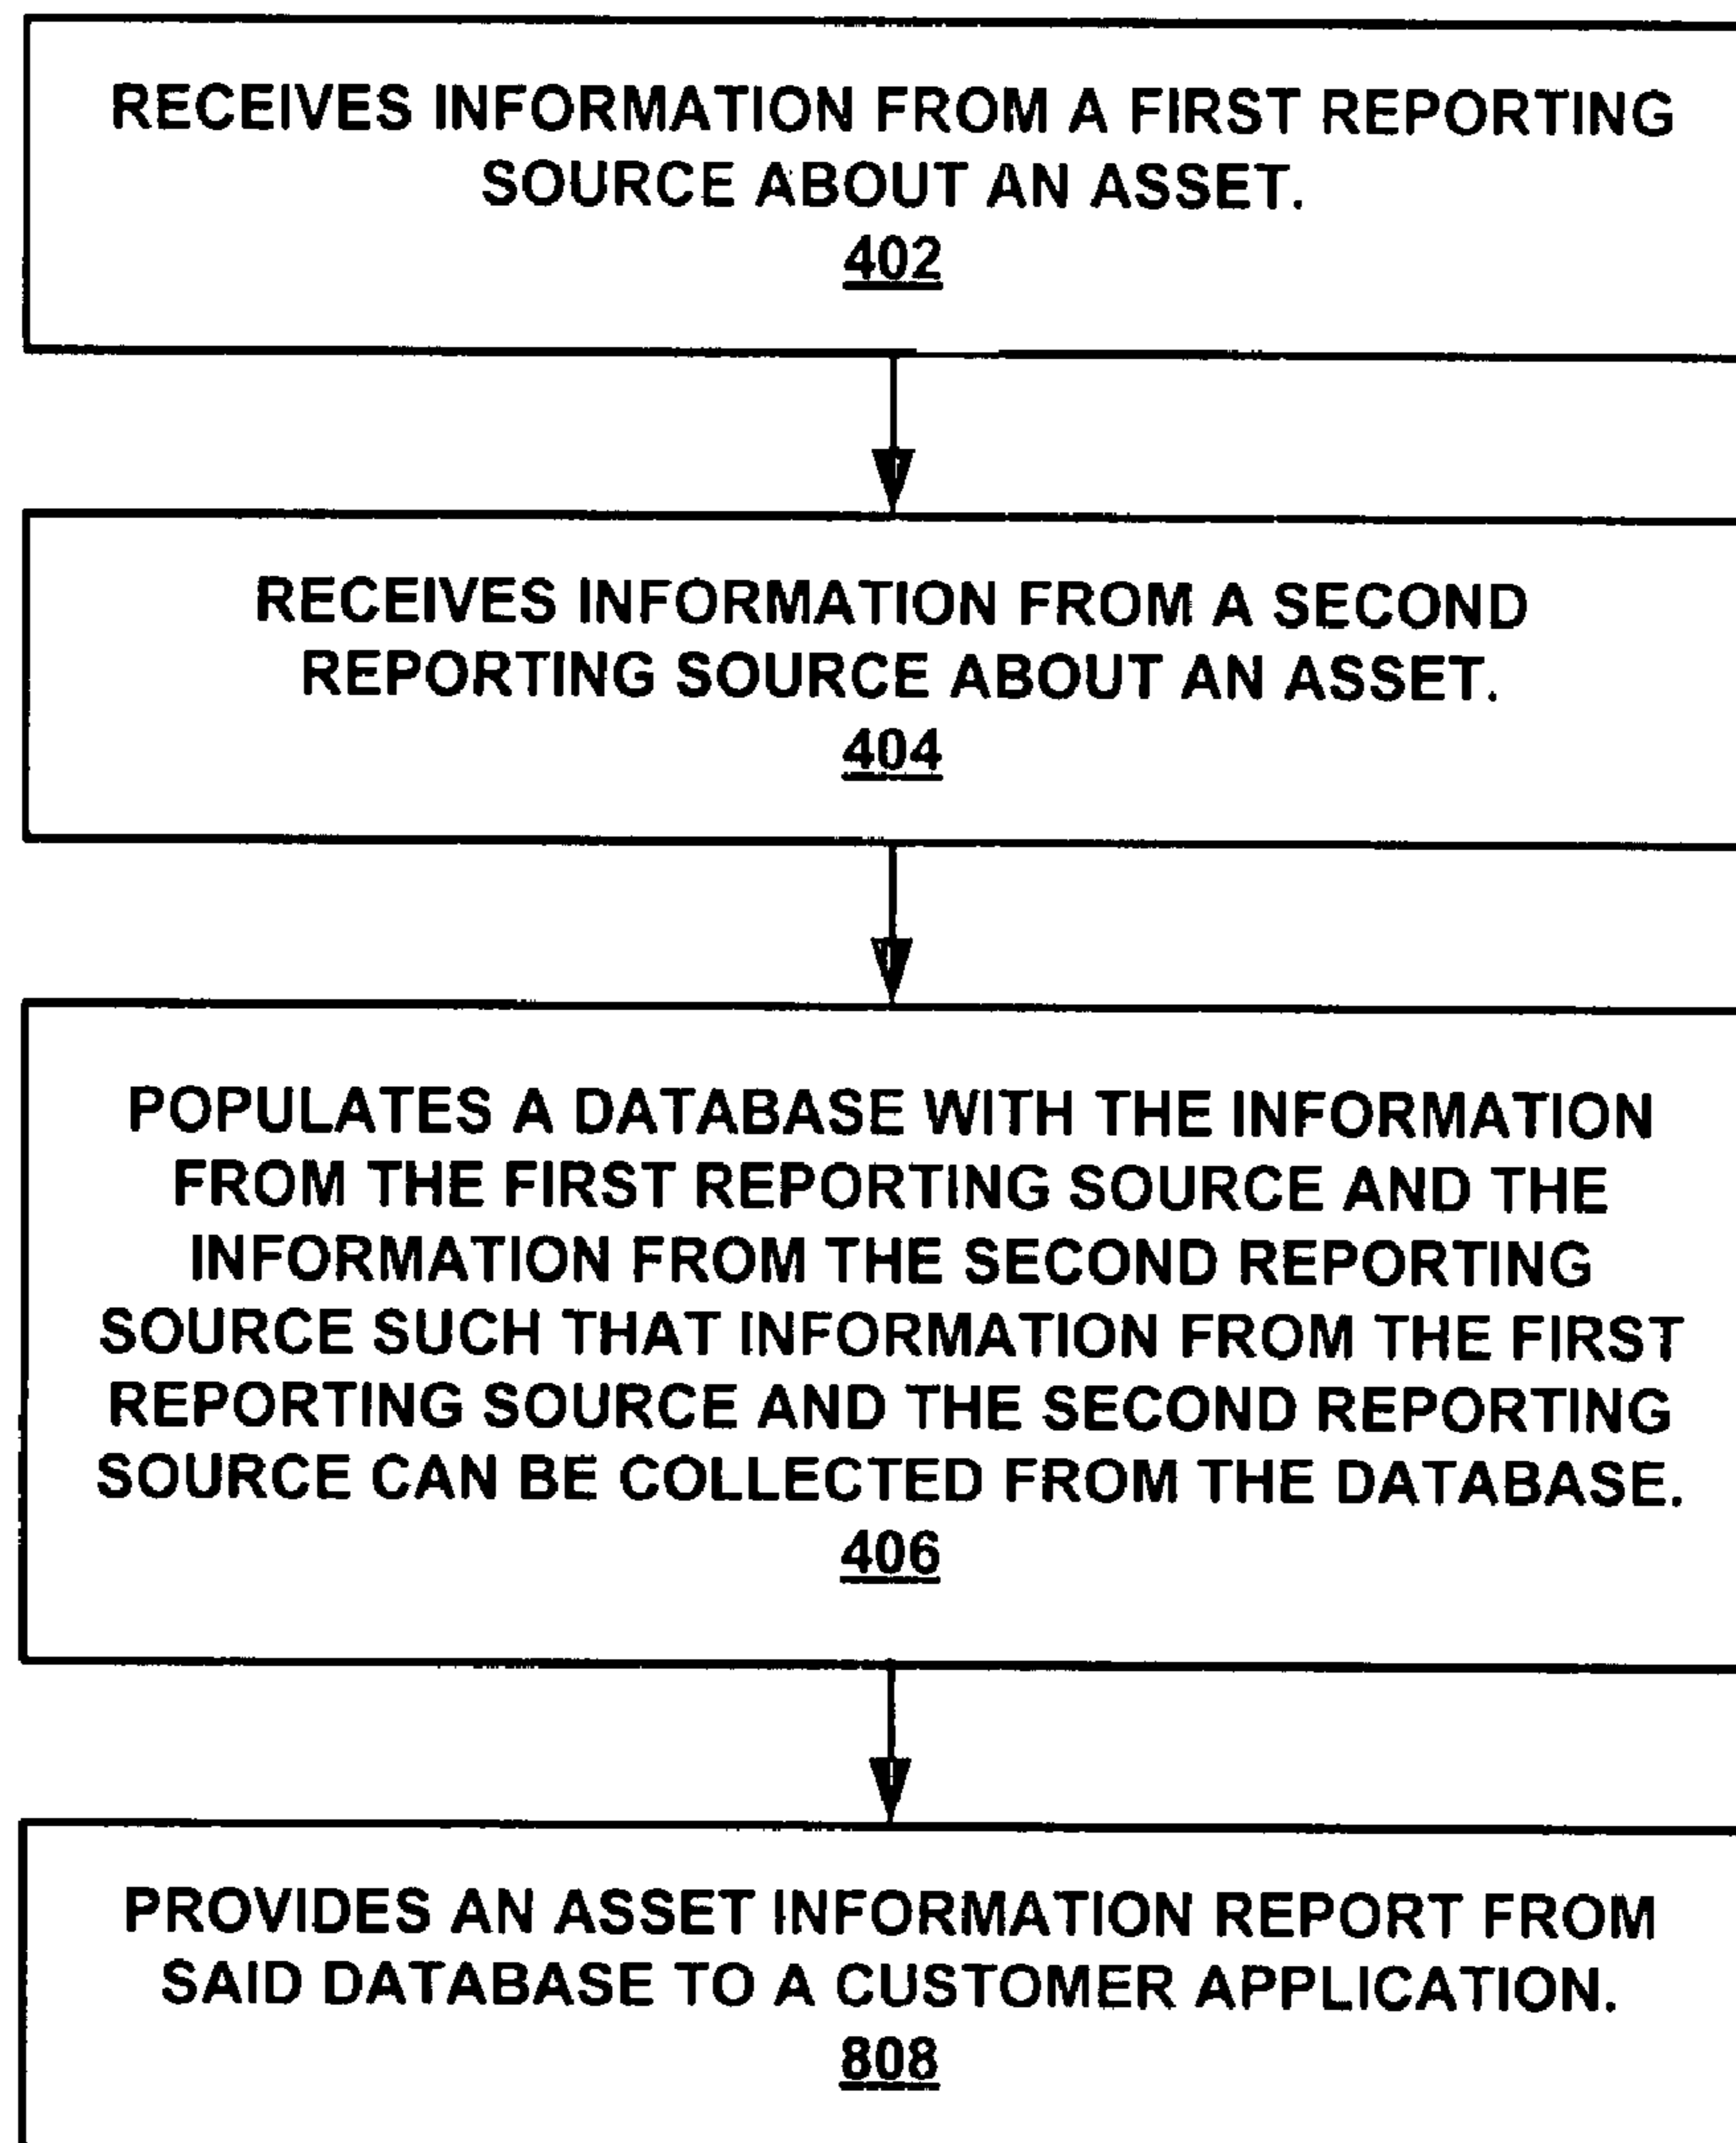 RECEIVES INFORMATION FROM A FIRST REPORTING
SOURCE ABOUT AN ASSET.
402
RECEIVES INFORMATION FROM A SECOND
REPORTING SOURCE ABOUT AN ASSET.
404
POPULATES A DATABASE WITH THE INFORMATION
FROM THE FIRST REPORTING SOURCE AND THE
INFORMATION FROM THE SECOND REPORTING
SOURCE SUCH THAT INFORMATION FROM THE FIRST
REPORTING SOURCE AND THE SECOND REPORTING
SOURCE CAN BE COLLECTED FROM THE DATABASE.
406
PROVIDES AN ASSET INFORMATION REPORT FROM
SAID DATABASE TO A CUSTOMER APPLICATION.
808